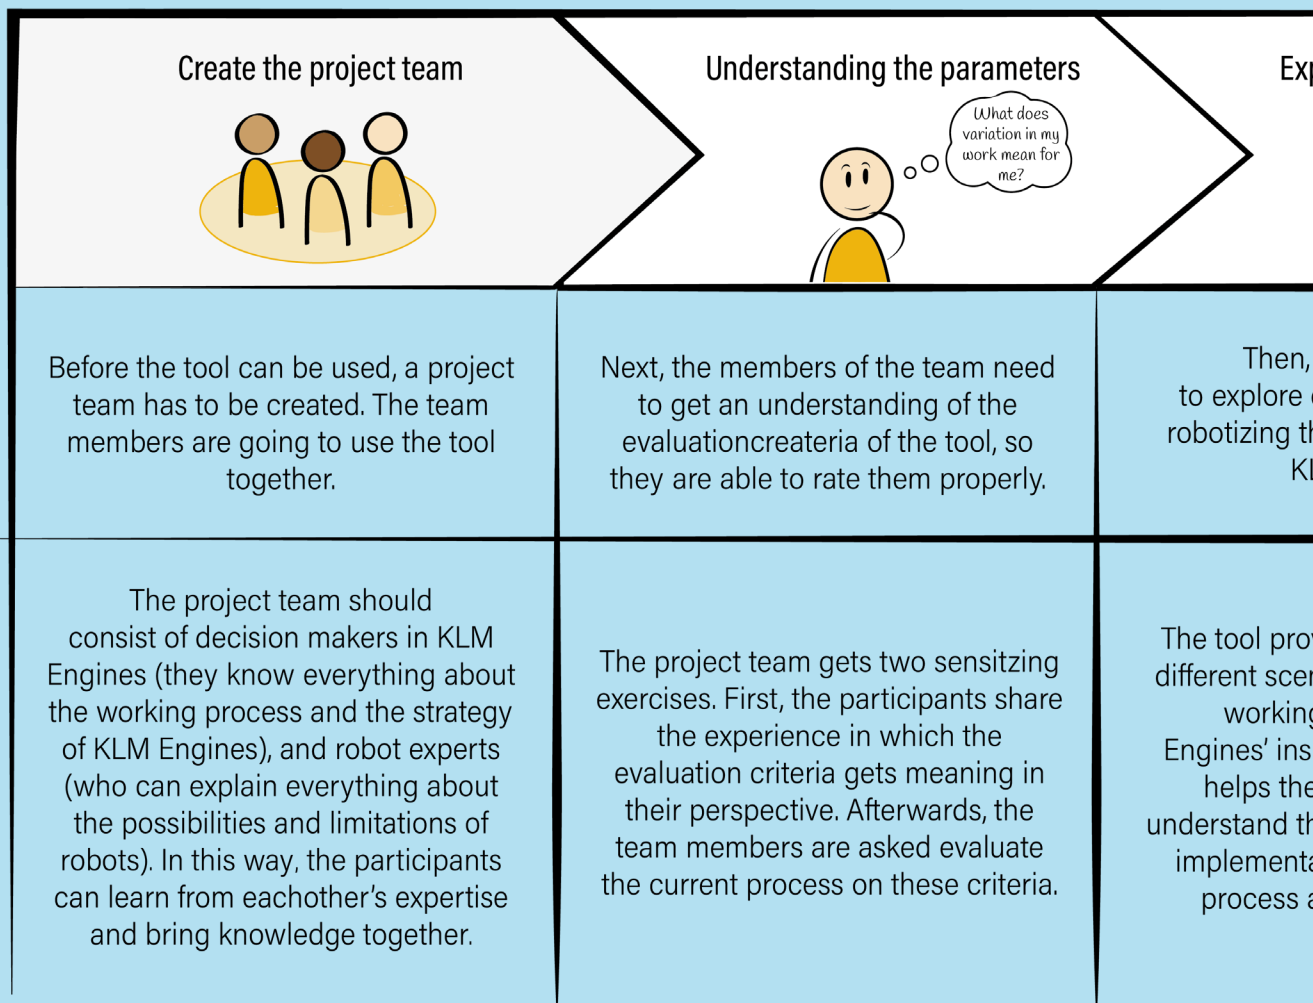 Create the project team
Understanding the parameters
What does
variation in my
work mean for
me?
Before the tool can be used, a project
team has to be created. The team
members are going to use the tool
together.
Next, the members of the team need
to get an understanding of the
evaluationcreateria of the tool, so
they are able to rate them properly.
Then,
to explore
robotizing
The project team should
consist of decision makers in KLM
Engines (they know everything about
the working process and the strategy
of KLM Engines), and robot experts
(who can explain everything about
the possibilities and limitations of
robots). In this way, the participants
can learn from eachother's expertise
and bring knowledge together.
The project team gets two sensitzing
exercises. First, the participants share
the experience in which the
evaluation criteria gets meaning in
their perspective. Afterwards, the
team members are asked evaluate
the current process on these criteria.
The tool
different
working
Engines'
helps
understand
process